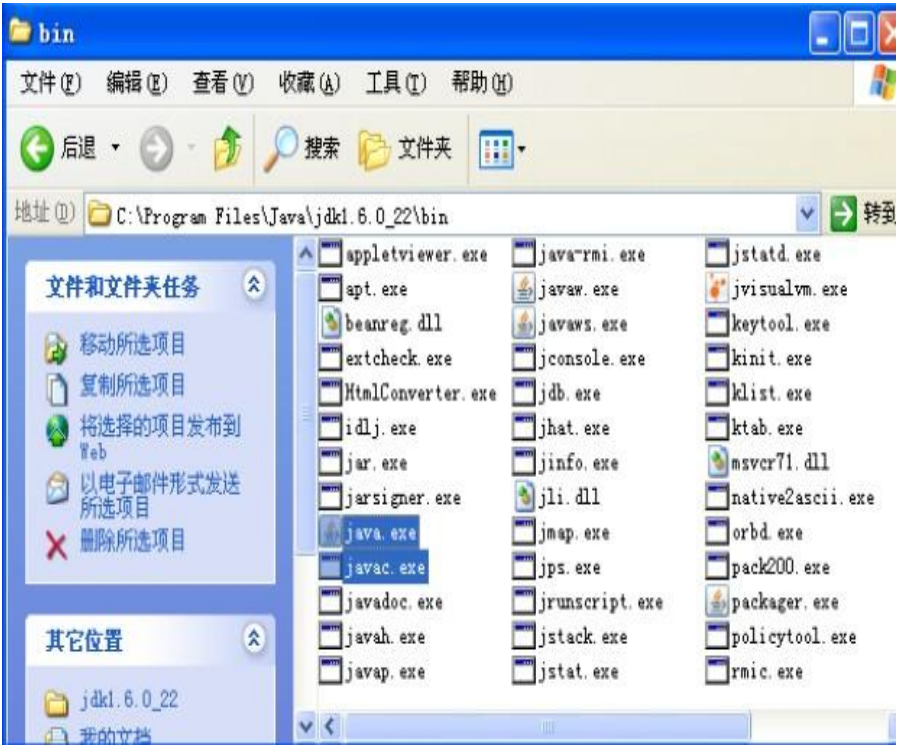 bin
文件(F) 编辑(E) 查看(V) 收藏(A) 工具(T) 帮助(H)
后退 搜索 文件夹
地址(D) C:\Program Files\Java\jdk1.6.0_22\bin 转到
文件和文件夹任务
移动所选项目
复制所选项目
将选择的项目发布到
Web
以电子邮件形式发送
所选项目
删除所选项目
其它位置
jdk1.6.0_22
我的文档
appletviewer.exe
apt.exe
beanreg.dll
extcheck.exe
HtmlConverter.exe
idlj.exe
jar.exe
jarsigner.exe
java.exe
javac.exe
javadoc.exe
javah.exe
javap.exe
java-rmi.exe
javaw.exe
javaws.exe
jconsole.exe
jdb.exe
jhat.exe
jinfo.exe
jli.dll
jmap.exe
jps.exe
jrunscript.exe
jstack.exe
jstat.exe
jstatd.exe
jvisualvm.exe
keytool.exe
kinit.exe
klist.exe
ktab.exe
msvcr71.dll
native2ascii.exe
orbd.exe
pack200.exe
packager.exe
policytool.exe
rmic.exe